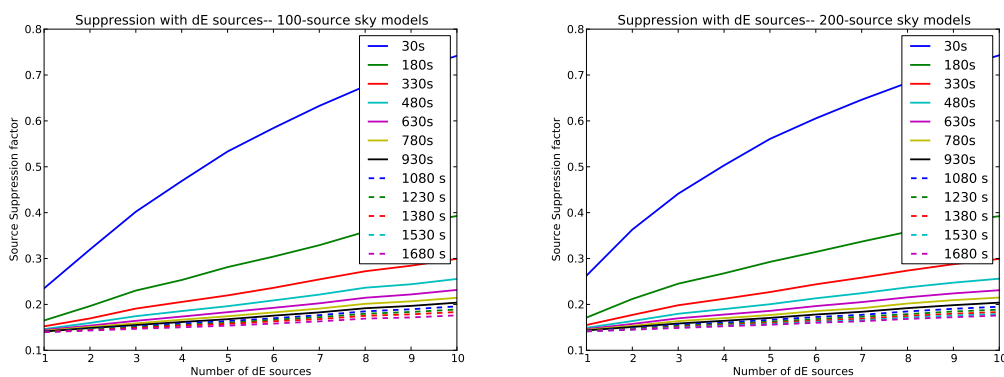 Suppression with dE sources-- 100-source sky models
Source Suppression factor
0.8
0.7
0.6
0.5
0.4
0.3
0.2
0.1
1 2 3 4 5 6 7 8 9 10
Number of dE sources
30s
180s
330s
480s
630s
780s
930s
1080 s
1230 s
1380 s
1530 s
1680 s
Suppression with dE sources-- 200-source sky models
Source Suppression factor
0.8
0.7
0.6
0.5
0.4
0.3
0.2
0.1
1 2 3 4 5 6 7 8 9 10
Number of dE sources
30s
180s
330s
480s
630s
780s
930s
1080 s
1230 s
1380 s
1530 s
1680 s